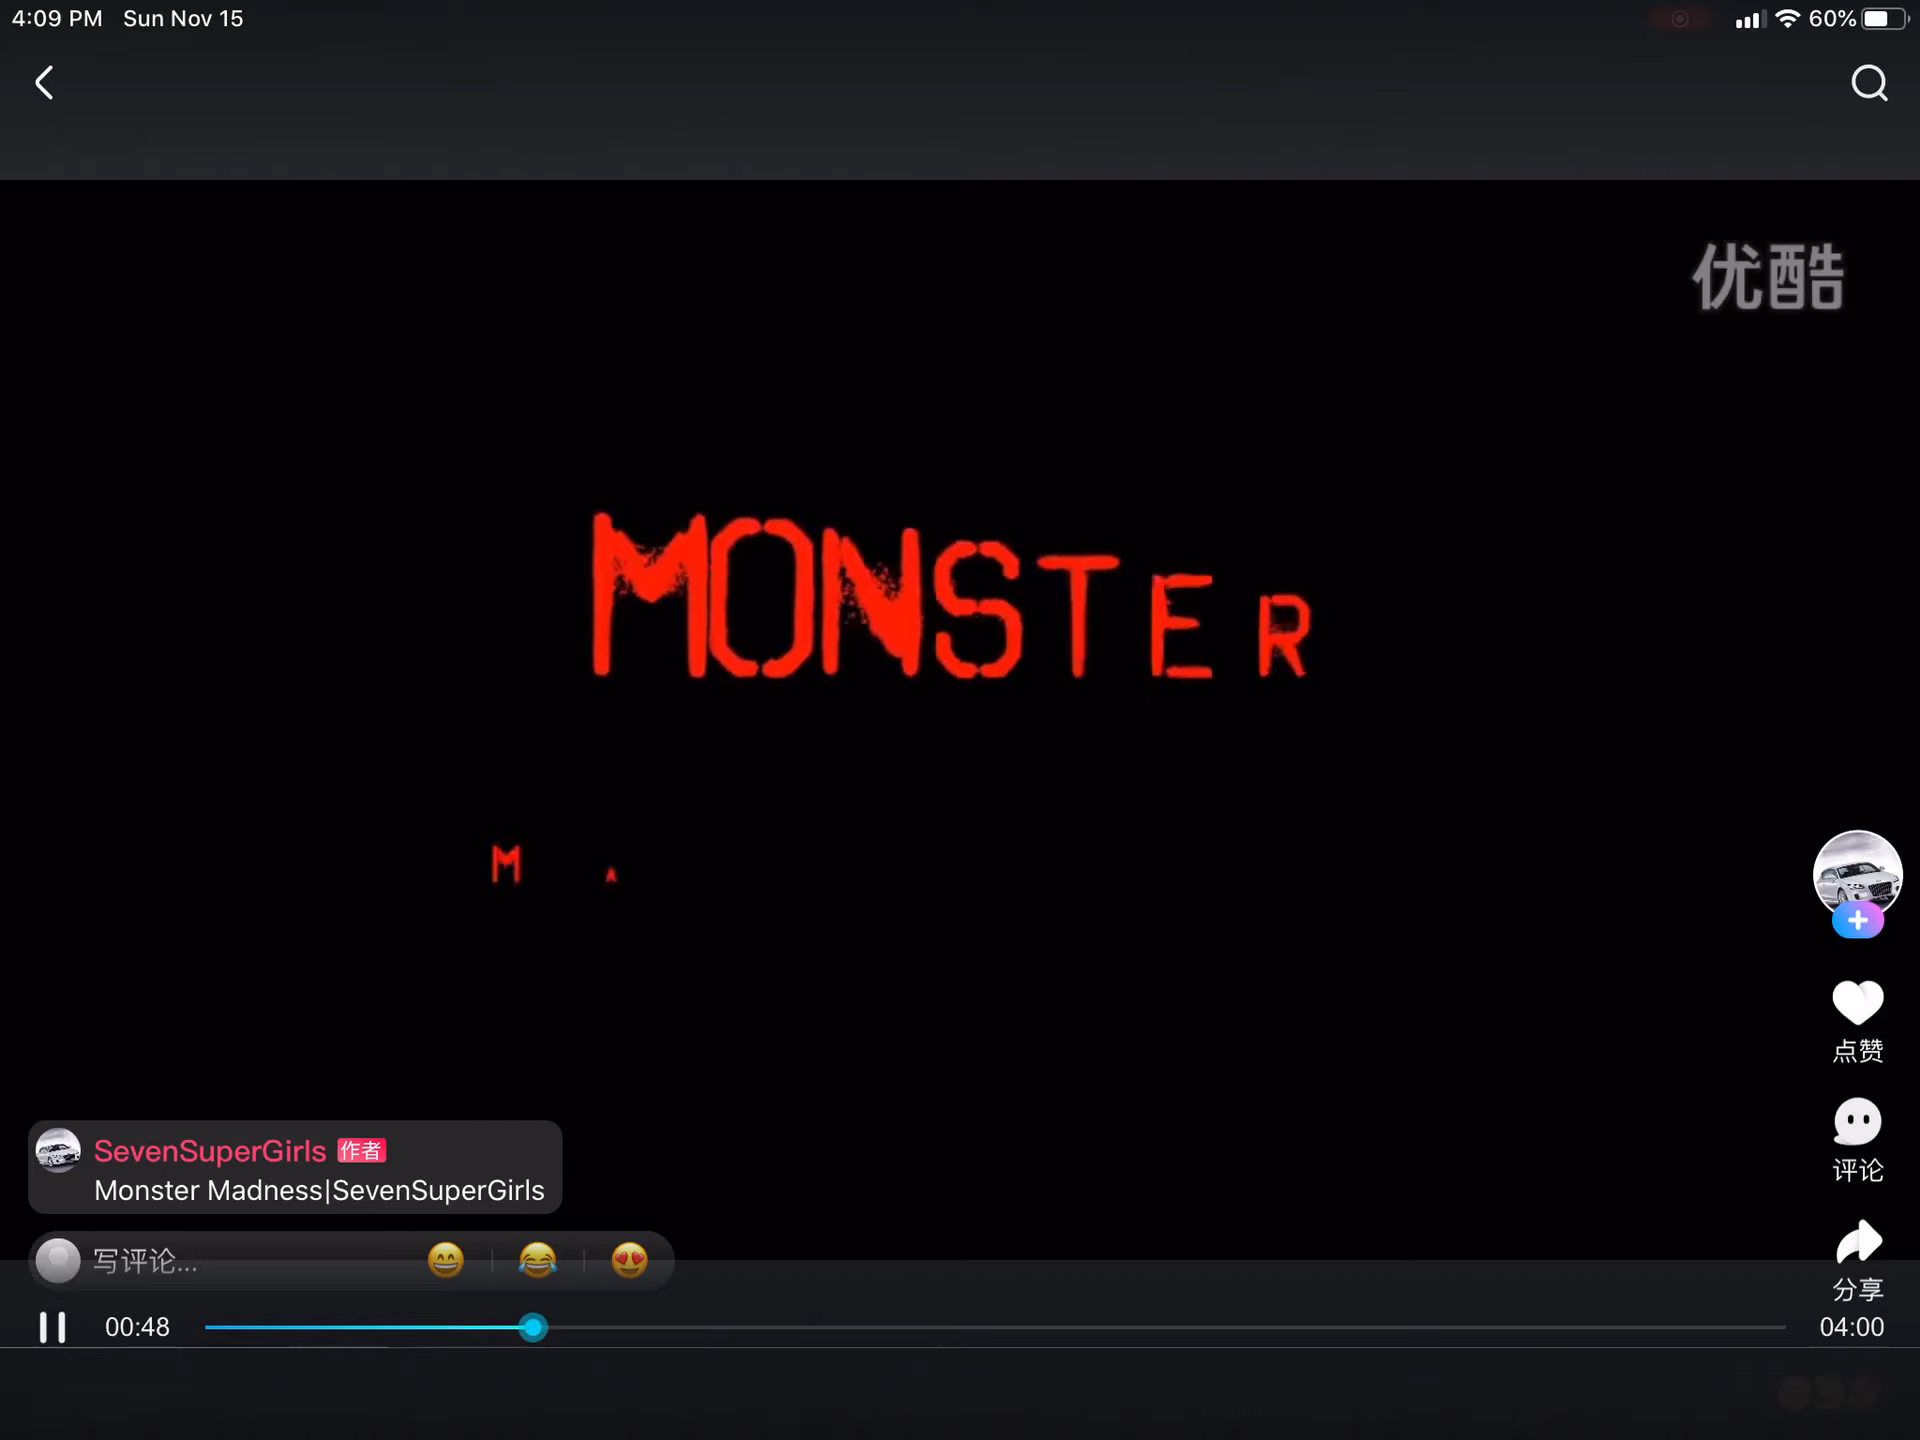 4:09 PM Sun Nov 15
60%
优酷
MONSTER
M A
点赞
评论
SevenSuperGirls 作者
Monster Madness|SevenSuperGirls
写评论...
分享
00:48
04:00